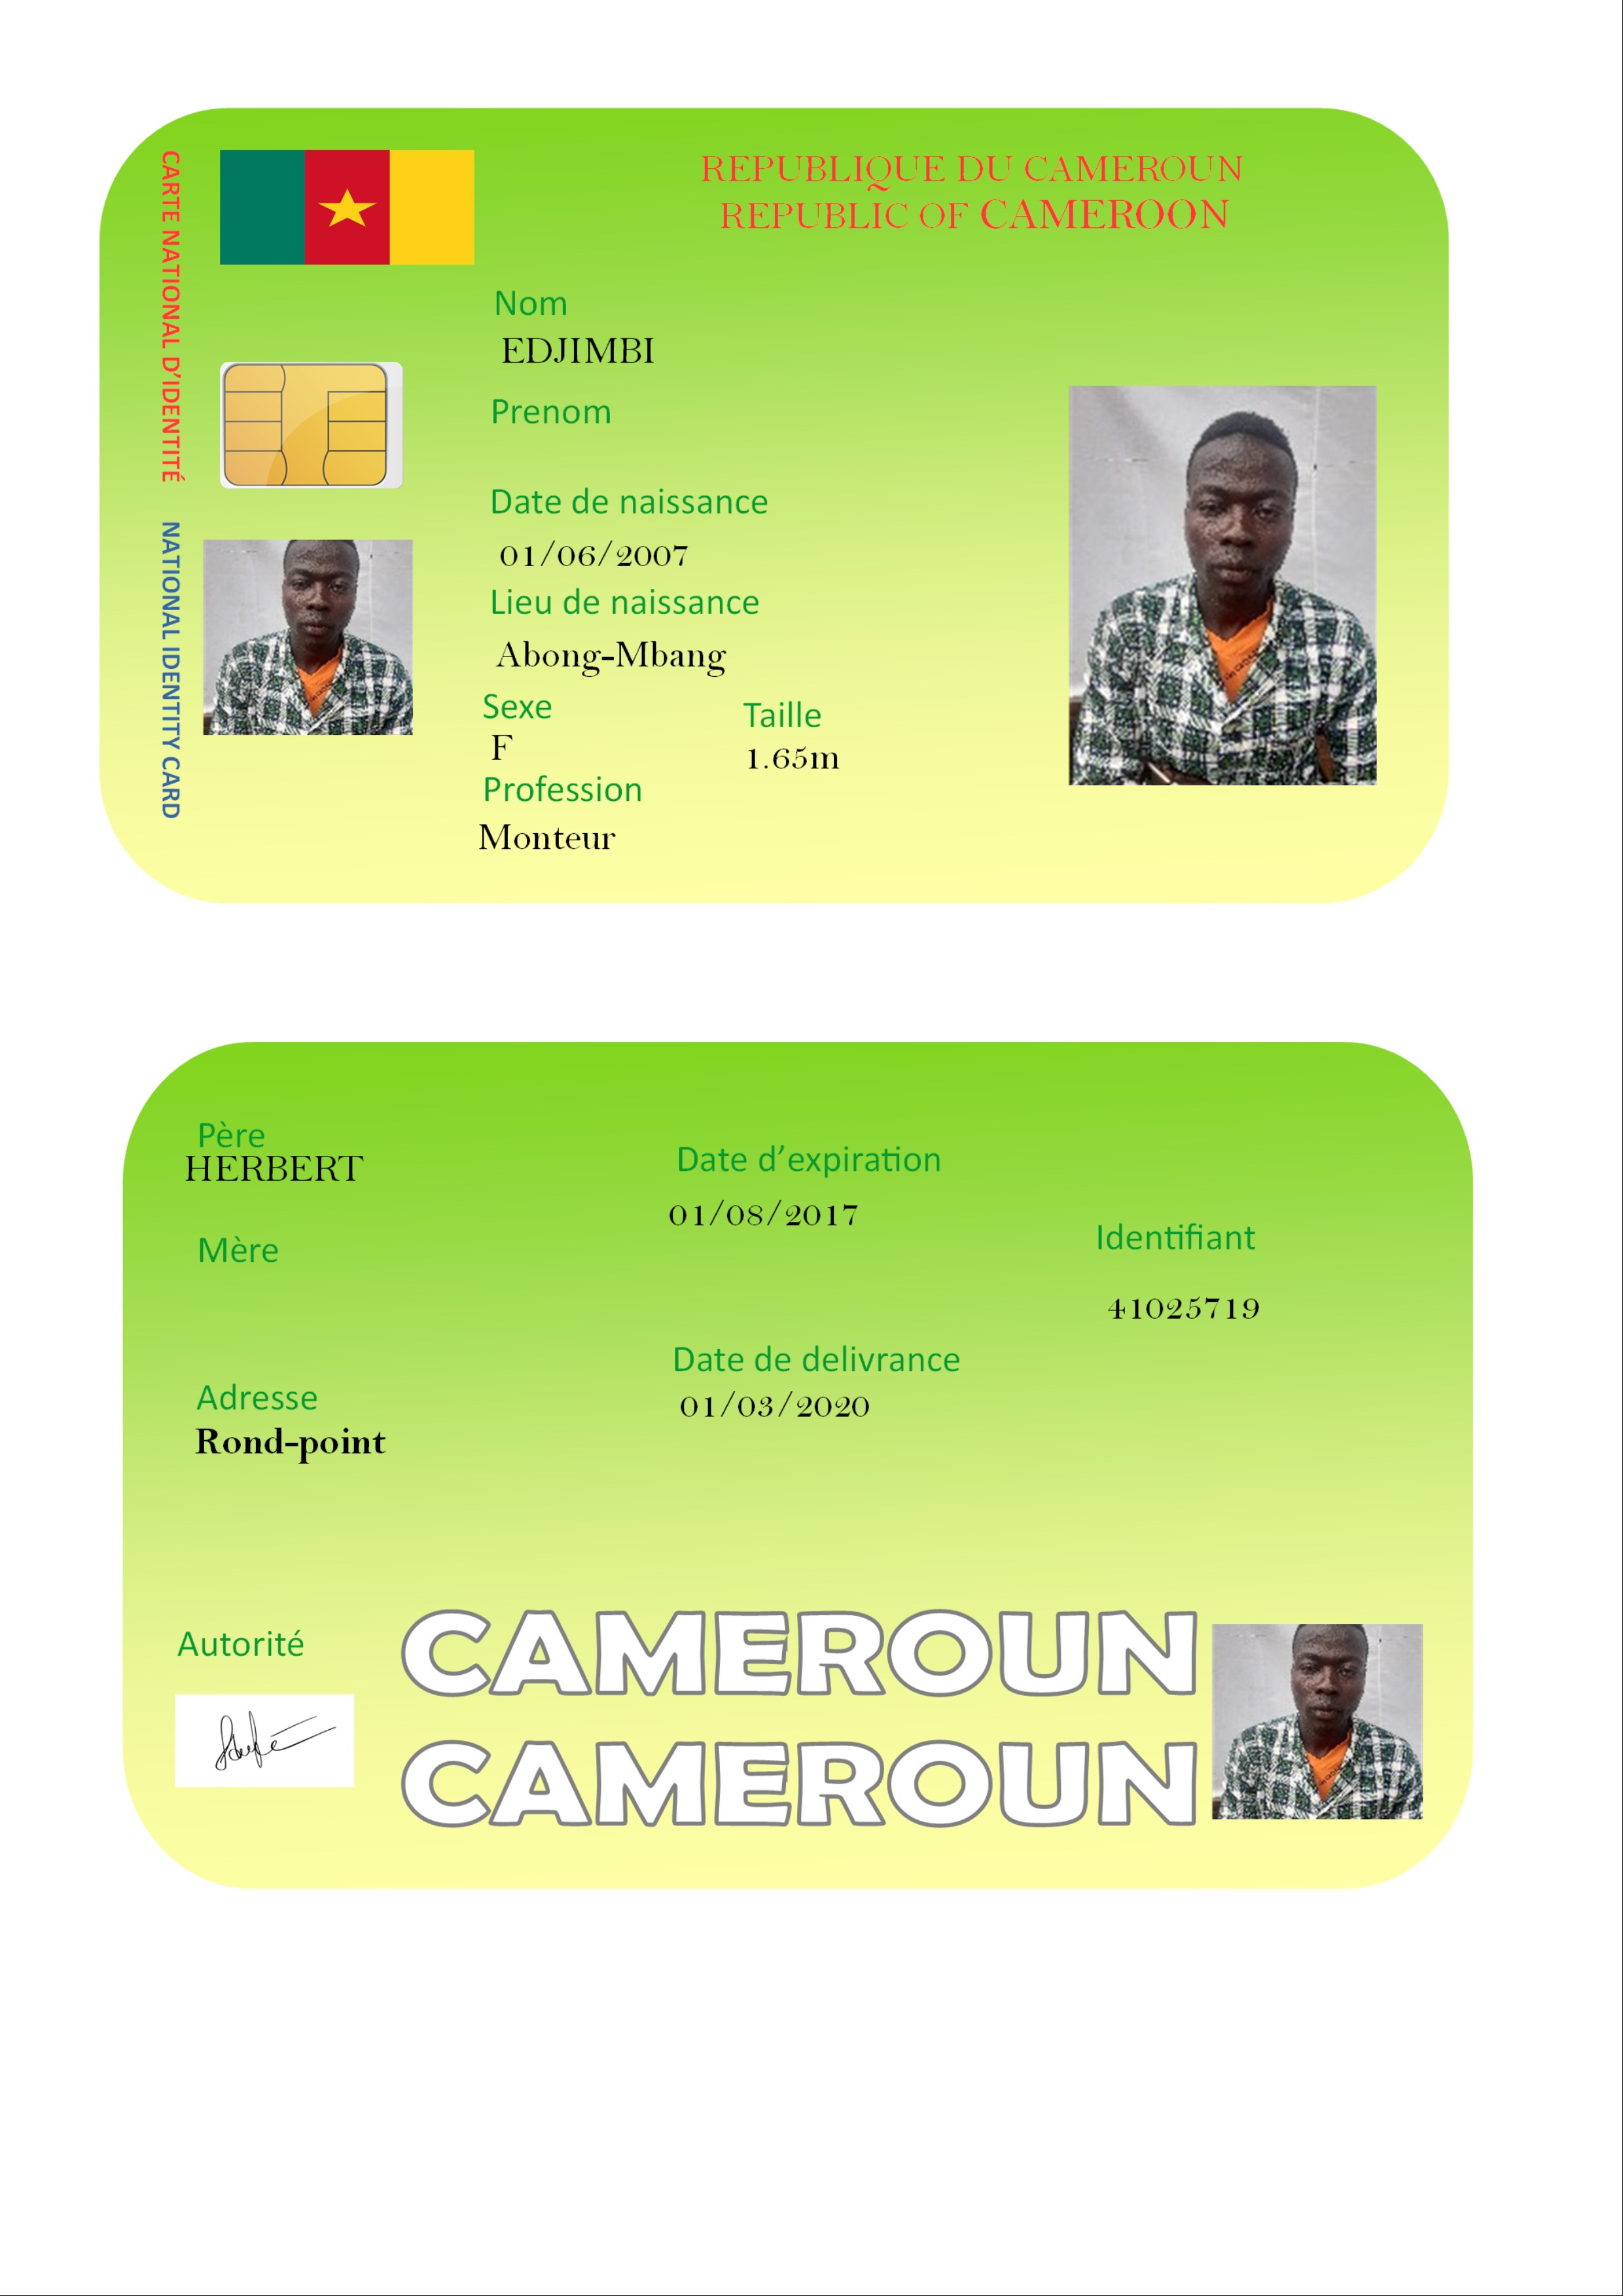 CARTE NATIONAL D'IDENTITÉ NATIONAL IDENTITY CARD
REPUBLIQUE DU CAMEROUN
REPUBLIC OF CAMEROON
Nom
EDJIMBI
Prenom
Date de naissance
01/06/2007
Lieu de naissance
Abong-Mbang
Sexe Taille
F 1.65m
Profession
Monteur
Père
HERBERT
Date d'expiration
01/08/2017
Mère
Identifiant
41025719
Date de delivrance
01/03/2020
Adresse
Rond-point
Autorité
CAMEROUN
CAMEROUN